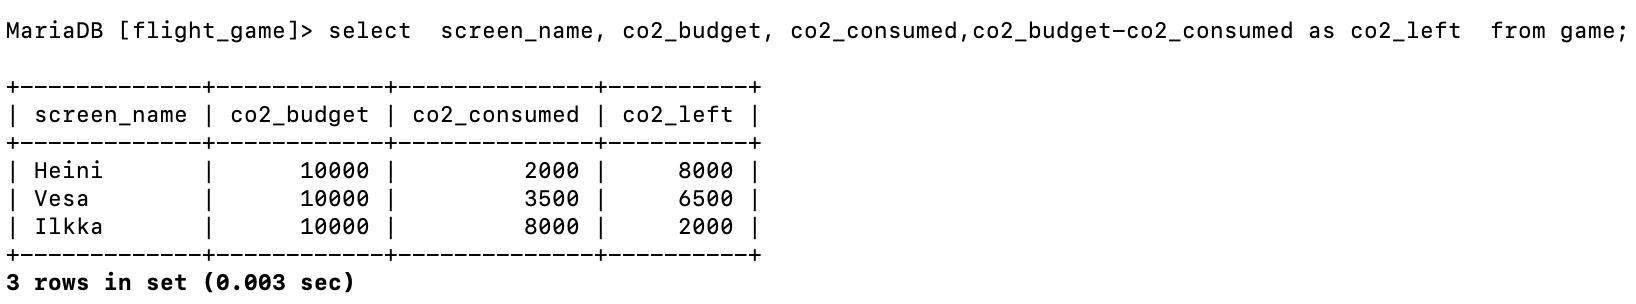 MariaDB [flight_game]> select  screen_name, co2_budget, co2_consumed,co2_budget-co2_consumed as co2_left  from game;
+-------------+------------+--------------+----------+
| screen_name | co2_budget | co2_consumed | co2_left |
+-------------+------------+--------------+----------+
| Heini       |      10000 |         2000 |     8000 |
| Vesa        |      10000 |         3500 |     6500 |
| Ilkka       |      10000 |         8000 |     2000 |
+-------------+------------+--------------+----------+
3 rows in set (0.003 sec)